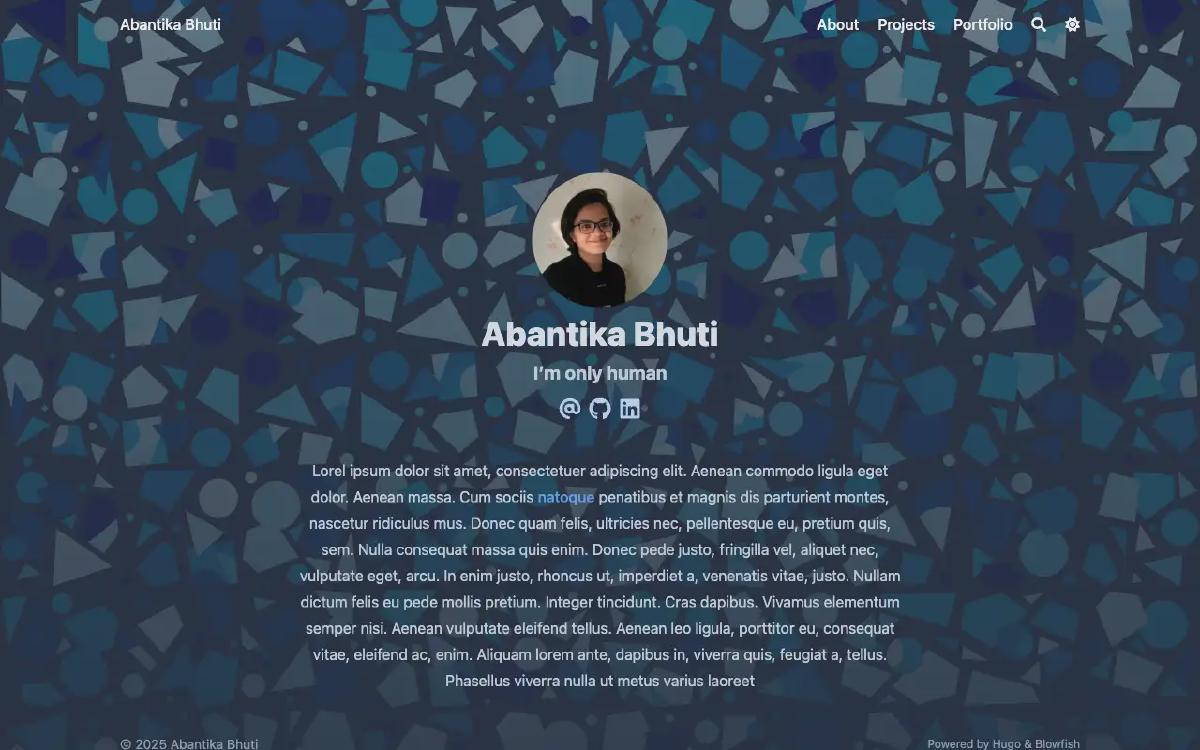 Abantika Bhuti
About Projects Portfolio
Abantika Bhuti
I'm only human
Lorel ipsum dolor sit amet, consectetuer adipiscing elit. Aenean commodo ligula eget
dolor. Aenean massa. Cum sociis natoque penatibus et magnis dis parturient montes,
nascetur ridiculus mus. Donec quam felis, ultricies nec, pellentesque eu, pretium quis,
sem. Nulla consequat massa quis enim. Donec pede justo, fringilla vel, aliquet nec,
vulputate eget, arcu. In enim justo, rhoncus ut, imperdiet a, venenatis vitae, justo. Nullam
dictum felis eu pede mollis pretium. Integer tincidunt. Cras dapibus. Vivamus elementum
semper nisi. Aenean vulputate eleifend tellus. Aenean leo ligula, porttitor eu, consequat
vitae, eleifend ac, enim. Aliquam lorem ante, dapibus in, viverra quis, feugiat a, tellus.
Phasellus viverra nulla ut metus varius laoreet
© 2025 Abantika Bhuti
Powered by Hugo & Blowfish